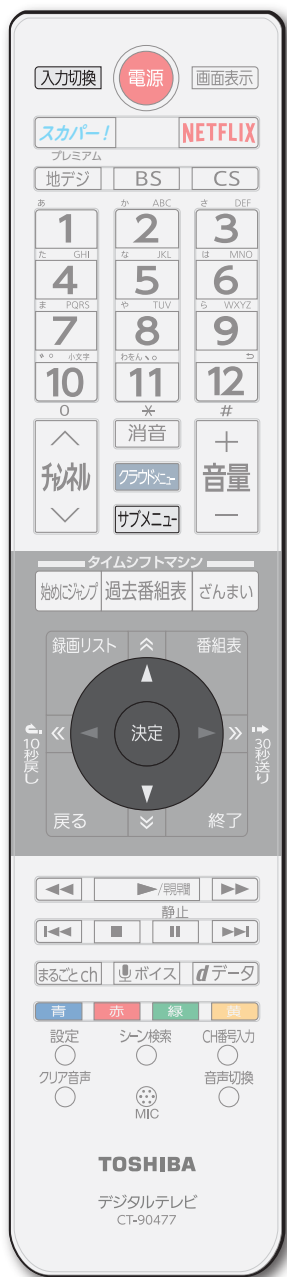 入力切換 電源 画面表示
スカパー! NETFLIX
プレミアム
地デジ BS CS
あ か ABC さ DEF
1 2 3
た GHI な JKL は MNO
4 5 6
ま PQRS や TUV ら WXYZ
7 8 9
゛゜ 小文字 わをん、。
10 11 12
0 * #
チャンネル 消音 + 音量 −
クラウドメニュー
サブメニュー
タイムシフトマシン
始めにジャンプ 過去番組表 ざんまい
録画リスト 番組表
10秒戻し 決定 30秒送り
戻る 終了
/早見早聞
静止
まるごとch ボイス dデータ
青 赤 緑 黄
設定 シーン検索 CH番号入力
クリア音声 音声切換
MIC
TOSHIBA
デジタルテレビ
CT-90477